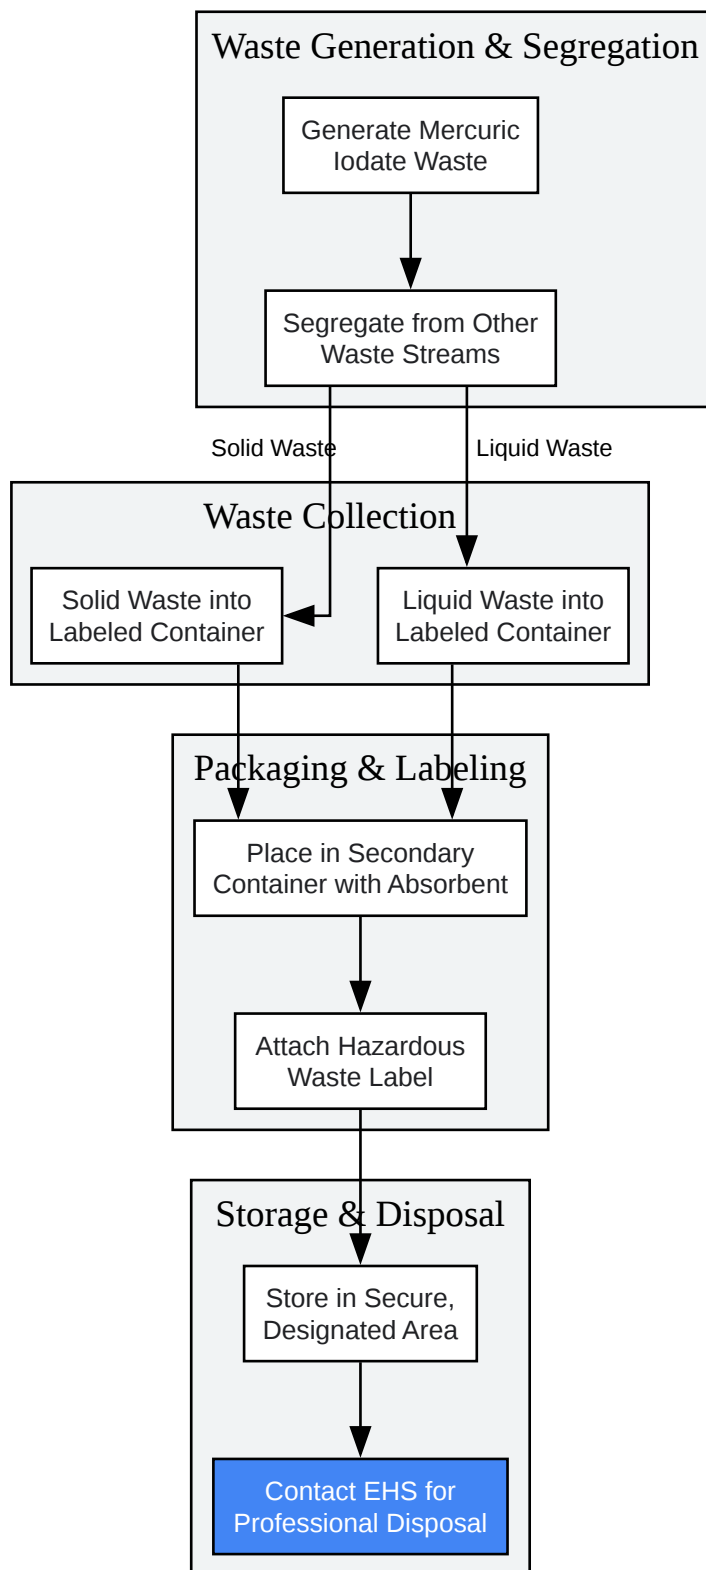 Waste Generation & Segregation
Generate Mercuric
Iodate Waste
Segregate from Other
Waste Streams
Solid Waste
Liquid Waste
Waste Collection
Solid Waste into
Labeled Container
Liquid Waste into
Labeled Container
Packaging & Labeling
Place in Secondary
Container with Absorbent
Attach Hazardous
Waste Label
Storage & Disposal
Store in Secure,
Designated Area
Contact EHS for
Professional Disposal